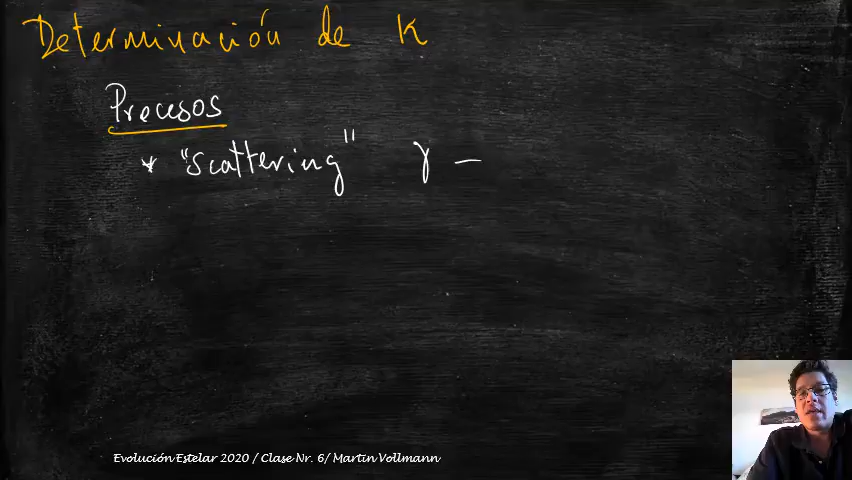 Determinación de K
Procesos
* "scattering" γ —
Evolución Estelar 2020 / Clase Nr. 6/ Martin Vollmann